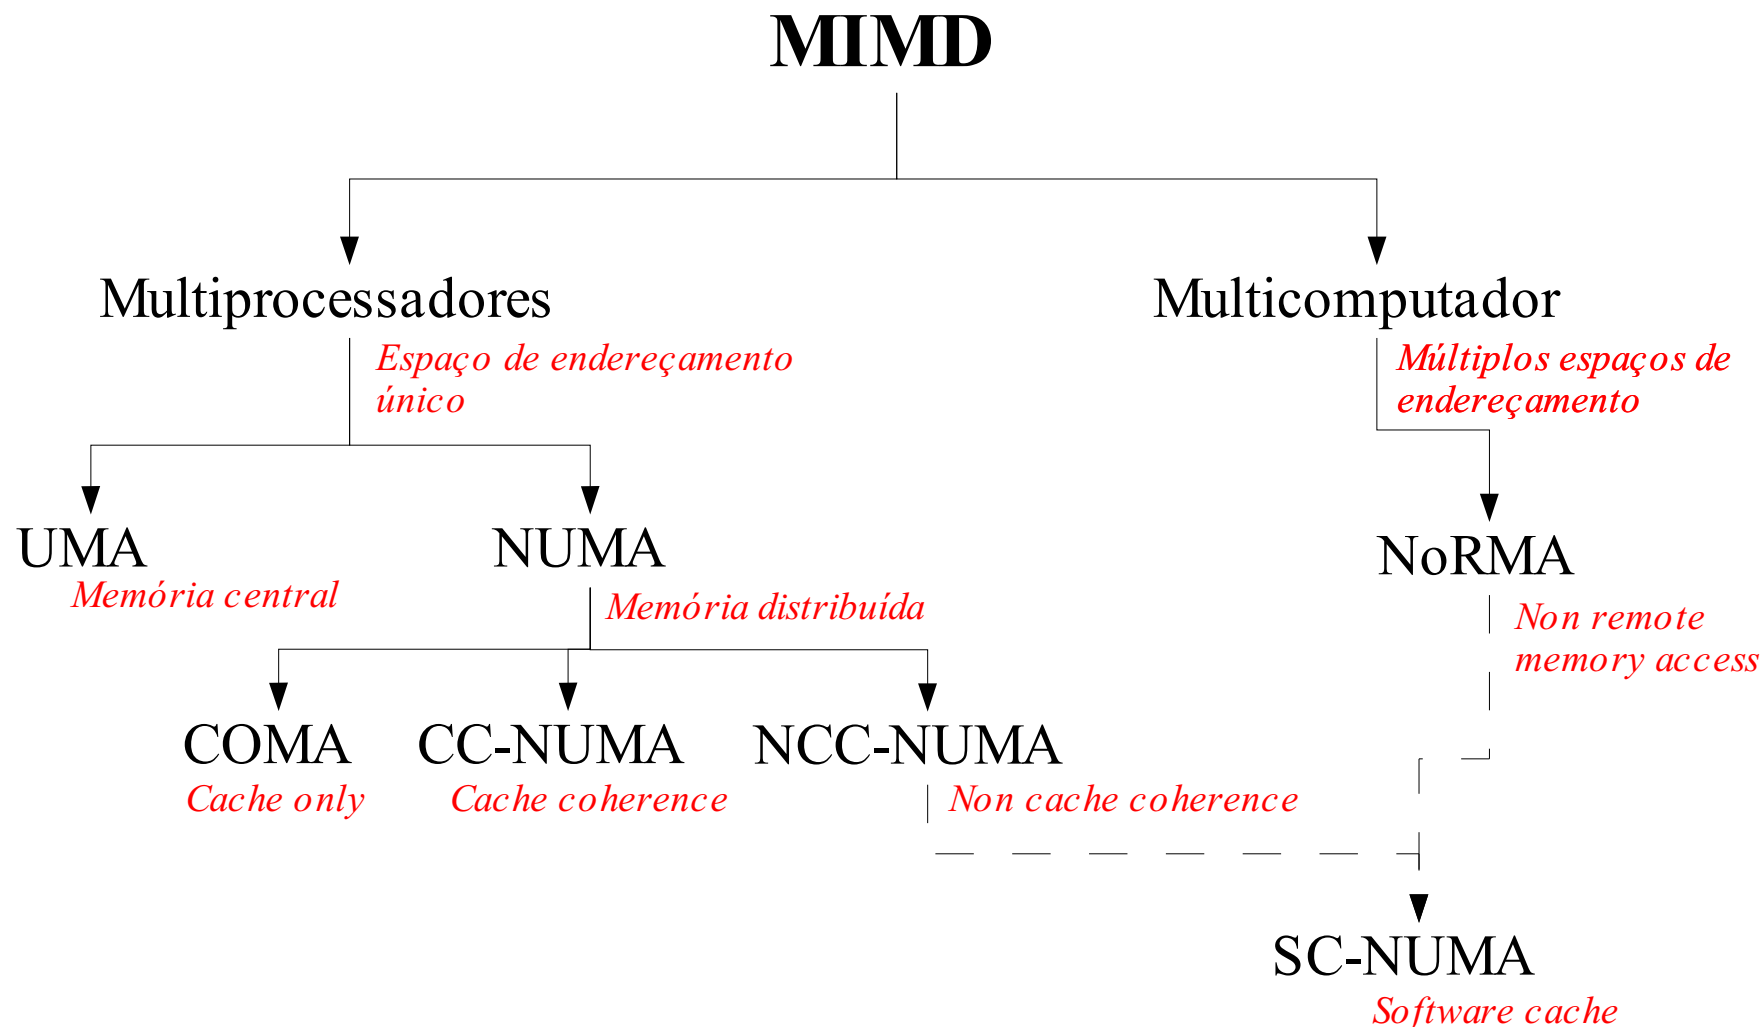 MIMD
Multiprocessadores
Multicomputador
Espaço de endereçamento
único
Múltiplos espaços de
endereçamento
UMA
Memória central
NUMA
Memória distribuída
NoRMA
Non remote
memory access
COMA
Cache only
CC-NUMA
Cache coherence
NCC-NUMA
Non cache coherence
SC-NUMA
Software cache